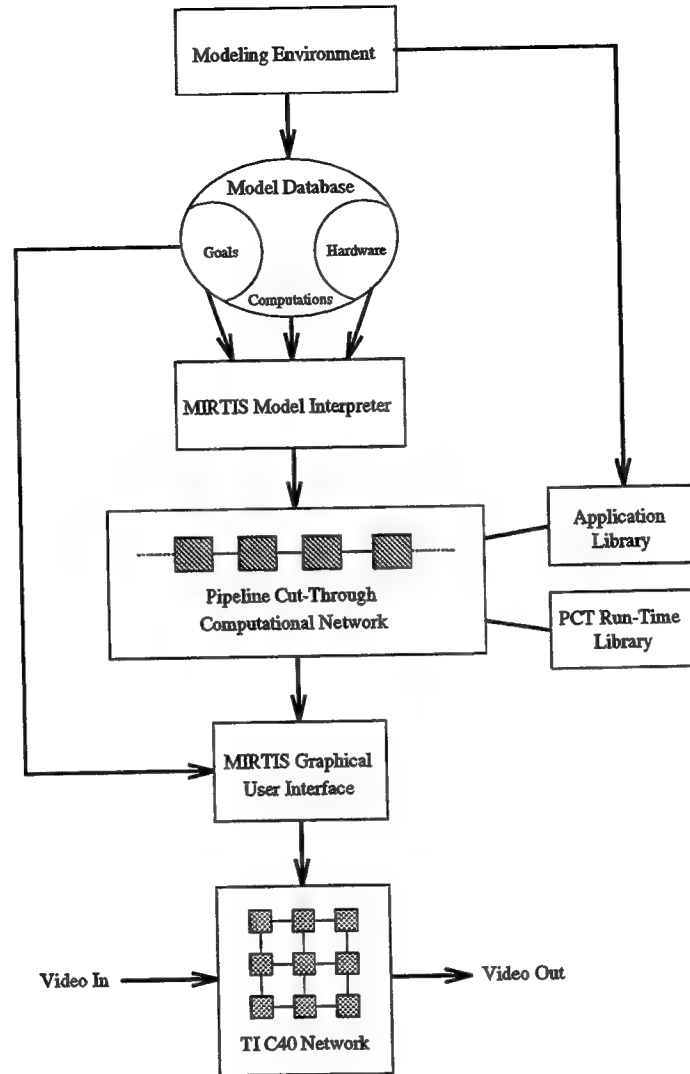 Modeling Environment
Model Database
Goals
Hardware
Computations
MIRTIS Model Interpreter
Pipeline Cut-Through
Computational Network
Application
Library
PCT Run-Time
Library
MIRTIS Graphical
User Interface
Video In
Video Out
TI C40 Network